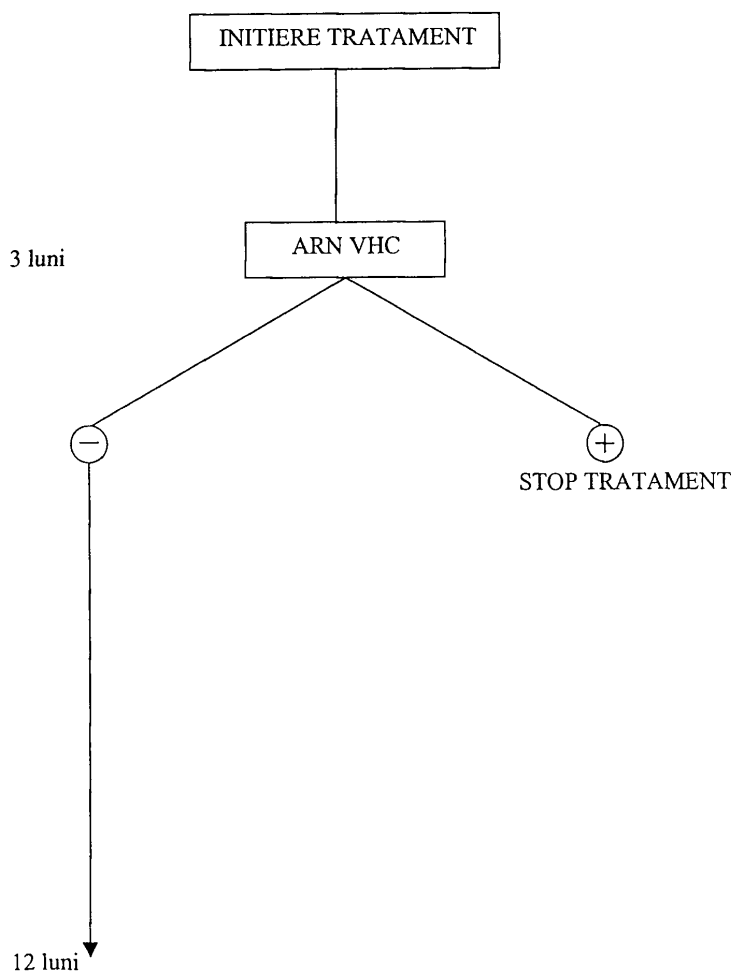 INITIERE TRATAMENT
3 luni
ARN VHC
−
+
STOP TRATAMENT
12 luni